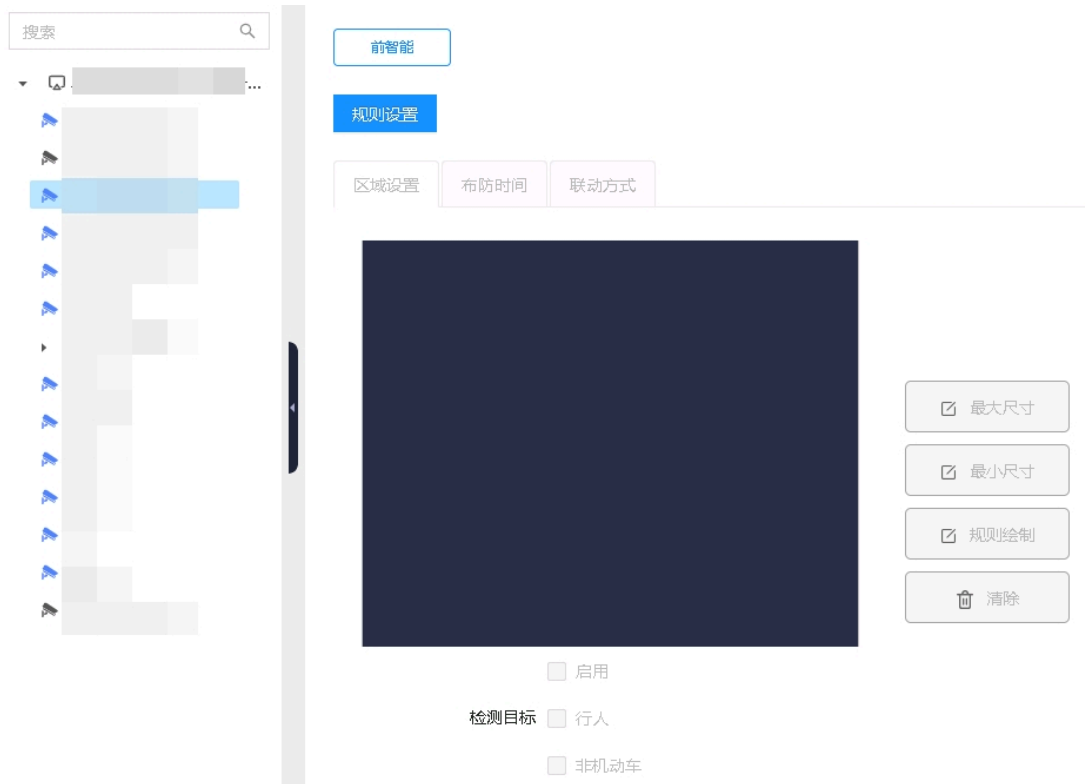 搜索
...
前智能
规则设置
区域设置 布防时间 联动方式
最大尺寸
最小尺寸
规则绘制
清除
启用
检测目标 行人
非机动车